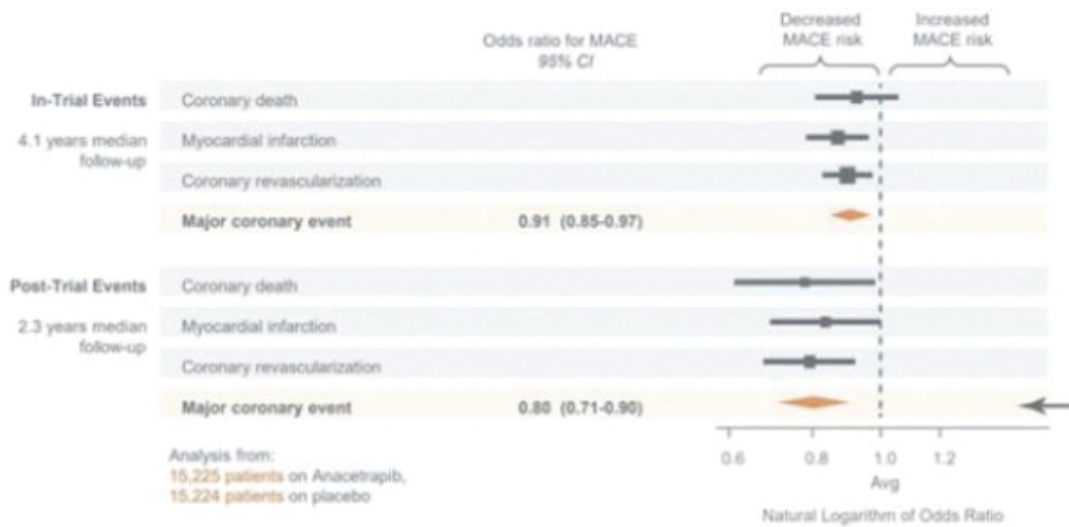 Decreased
MACE risk
Increased
MACE risk
Odds ratio for MACE
95% CI
In-Trial Events
Coronary death
4.1 years median
follow-up
Myocardial infarction
Coronary revascularization
Major coronary event 0.91 (0.85-0.97)
Post-Trial Events
Coronary death
2.3 years median
follow-up
Myocardial infarction
Coronary revascularization
Major coronary event 0.80 (0.71-0.90)
0.6 0.8 1.0 1.2
Avg
Natural Logarithm of Odds Ratio
Analysis from:
15,225 patients on Anacetrapib,
15,224 patients on placebo